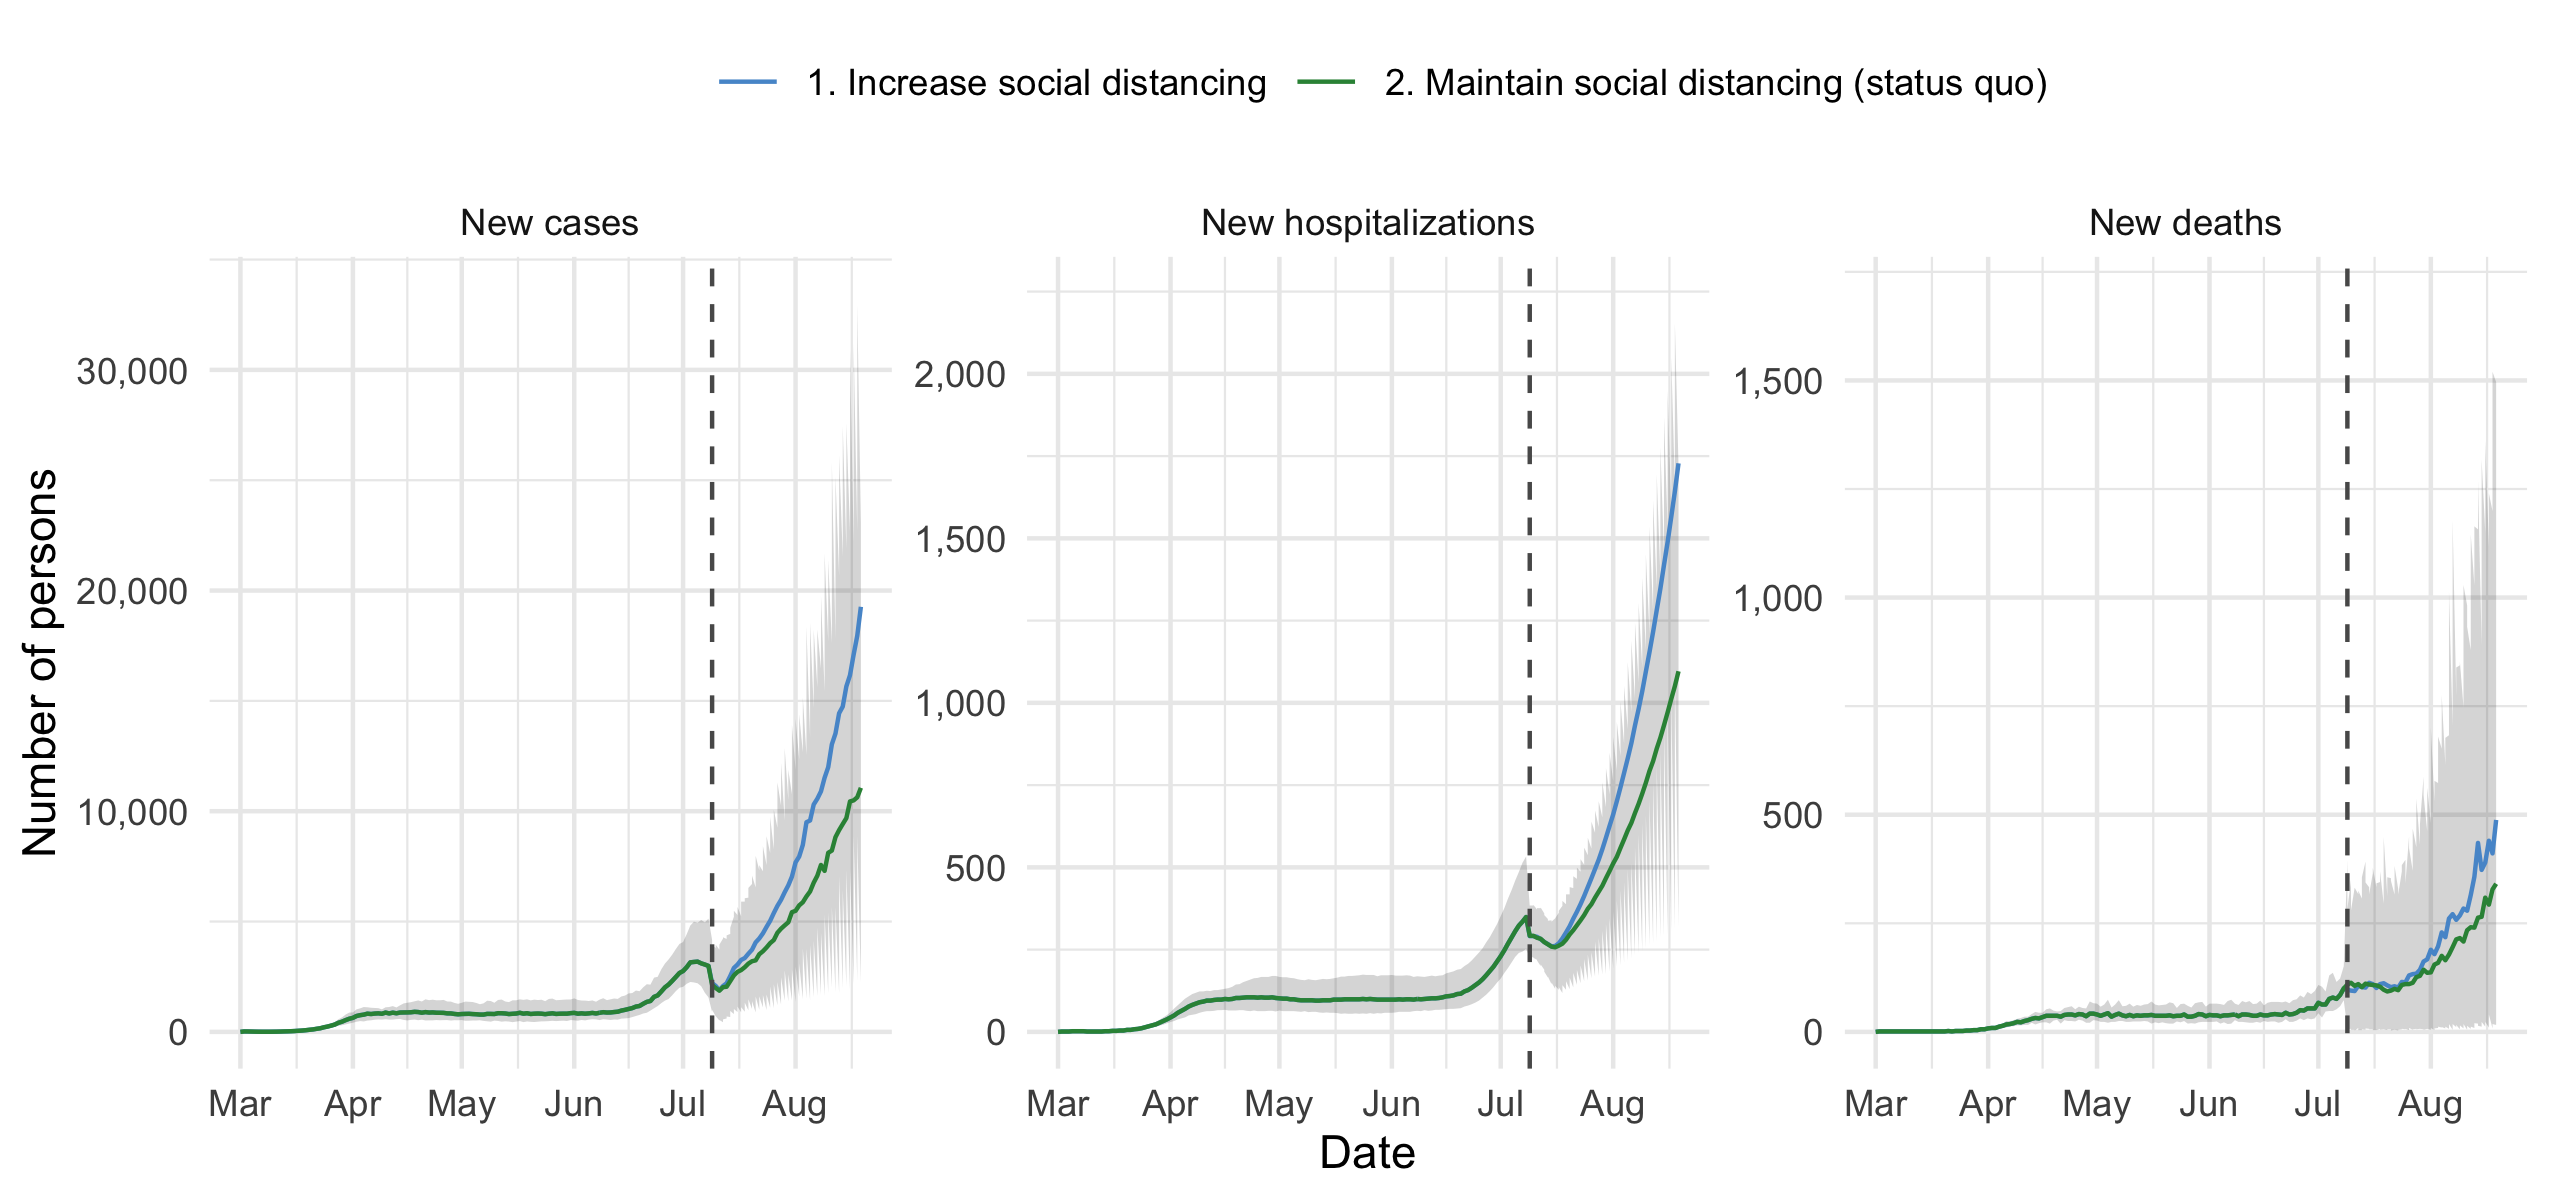 1. Increase social distancing 2. Maintain social distancing (status quo)
New cases New hospitalizations New deaths
Number of persons
30,000
20,000
10,000
0
2,000
1,500
1,000
500
0
1,500
1,000
500
0
Mar Apr May Jun Jul Aug
Mar Apr May Jun Jul Aug
Mar Apr May Jun Jul Aug
Date